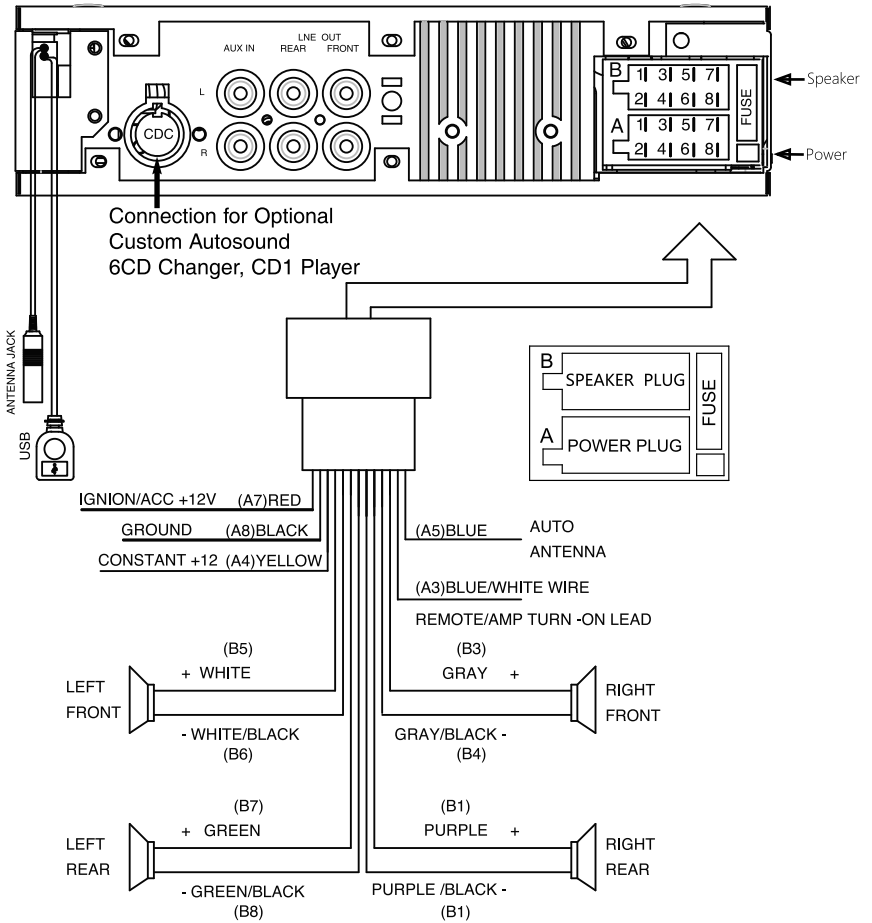 LNE OUT
AUX IN REAR FRONT
L
R
CDC
B 1 3 5 7
2 4 6 8
A 1 3 5 7
2 4 6 8
FUSE
Speaker
Power
Connection for Optional
Custom Autosound
6CD Changer, CD1 Player
ANTENNA JACK
USB
B
SPEAKER PLUG
A
POWER PLUG
FUSE
IGNION/ACC +12V (A7)RED
GROUND (A8)BLACK
CONSTANT +12 (A4)YELLOW
(A5)BLUE
AUTO
ANTENNA
(A3)BLUE/WHITE WIRE
REMOTE/AMP TURN -ON LEAD
(B5)
+ WHITE
LEFT
FRONT
- WHITE/BLACK
(B6)
(B3)
GRAY +
RIGHT
FRONT
GRAY/BLACK -
(B4)
(B7)
+ GREEN
LEFT
REAR
- GREEN/BLACK
(B8)
(B1)
PURPLE +
RIGHT
REAR
PURPLE /BLACK -
(B1)